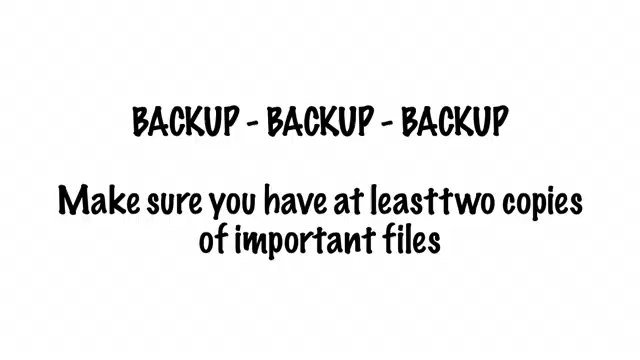 BACKUP - BACKUP - BACKUP
Make sure you have at leasttwo copies
of important files